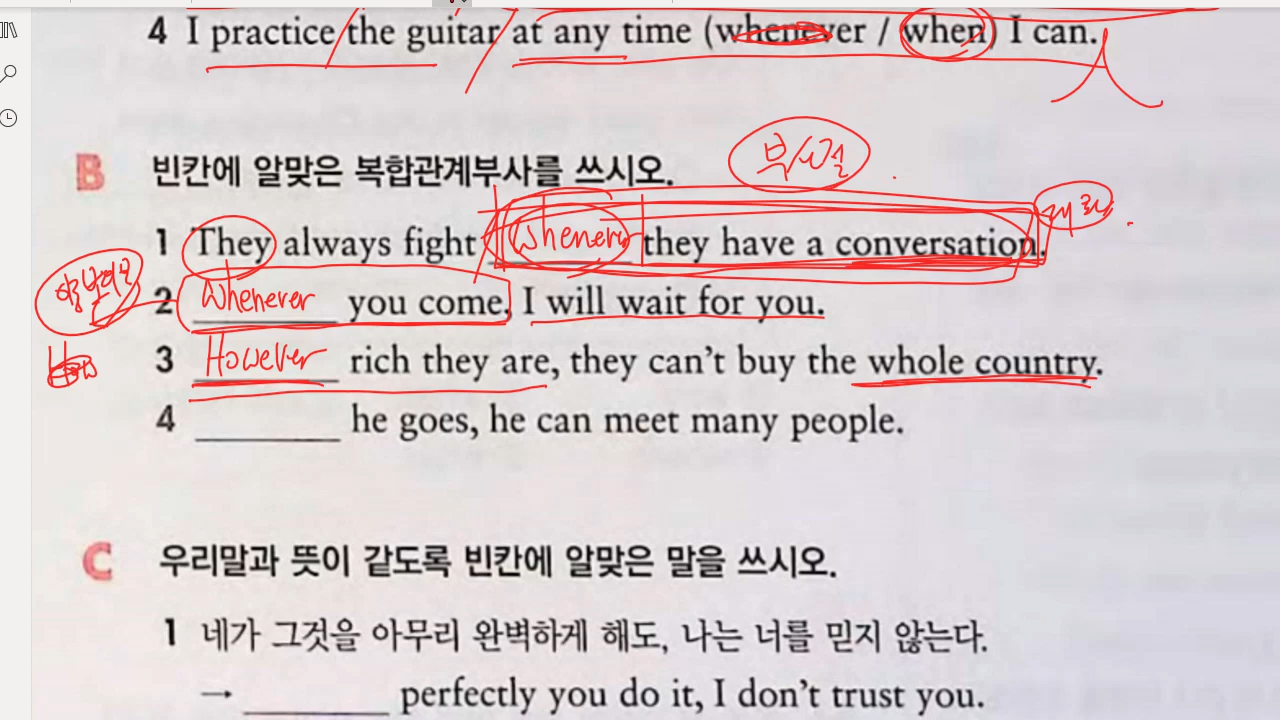 4 I practice the guitar at any time (whenever / when) I can.
B 빈칸에 알맞은 복합관계부사를 쓰시오.
부사절
1 They always fight whenever they have a conversation.
2 Whenever you come, I will wait for you.
3 However rich they are, they can't buy the whole country.
4 ________ he goes, he can meet many people.
C 우리말과 뜻이 같도록 빈칸에 알맞은 말을 쓰시오.
1 네가 그것을 아무리 완벽하게 해도, 나는 너를 믿지 않는다.
→ ________ perfectly you do it, I don't trust you.